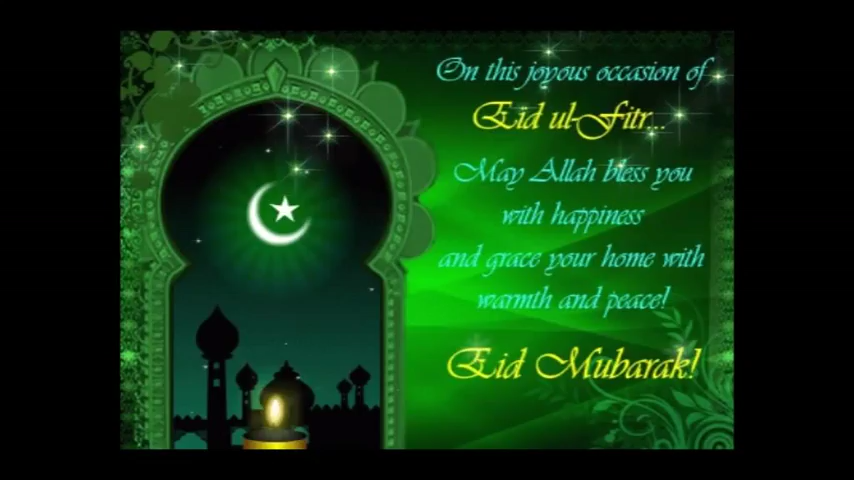 On this joyous occasion of
Eid ul-Fitr...
May Allah bless you
with happiness
and grace your home with
warmth and peace!
Eid Mubarak!